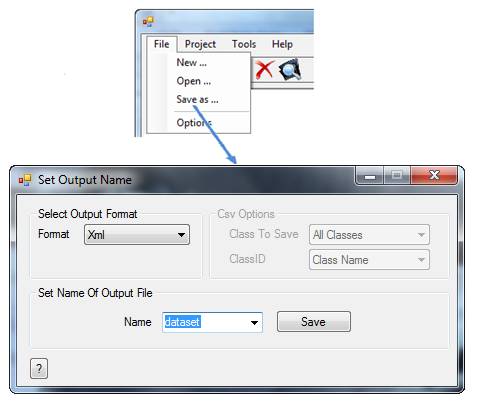 File Project Tools Help
New ...
Open ...
Save as ...
Options
Set Output Name
Select Output Format
Format Xml
Csv Options
Class To Save All Classes
ClassID Class Name
Set Name Of Output File
Name dataset Save
?